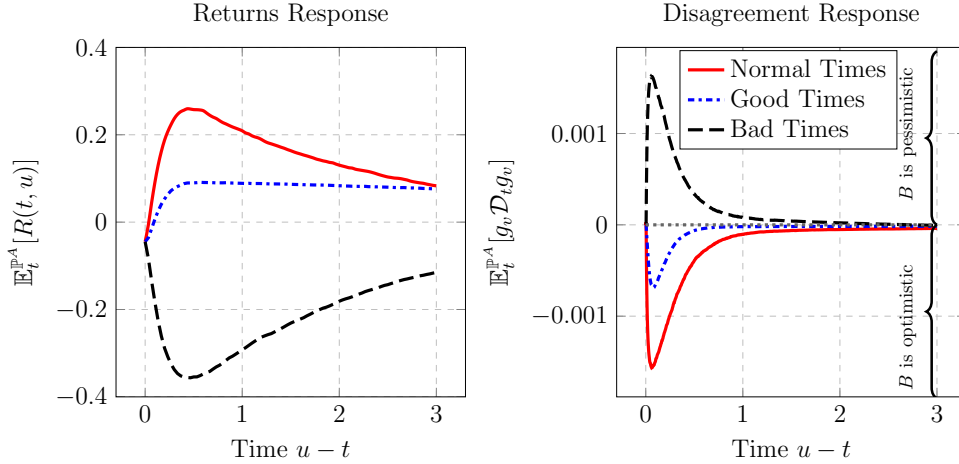 Returns Response
0.4
0.2
0
−0.2
−0.4
0
1
2
3
Time u − t
𝔼_t^{ℙ^A}[R(t, u)]
Disagreement Response
0.001
0
−0.001
0
1
2
3
Time u − t
𝔼_t^{ℙ^A}[g_v 𝒟_t g_v]
Normal Times
Good Times
Bad Times
B is pessimistic
B is optimistic